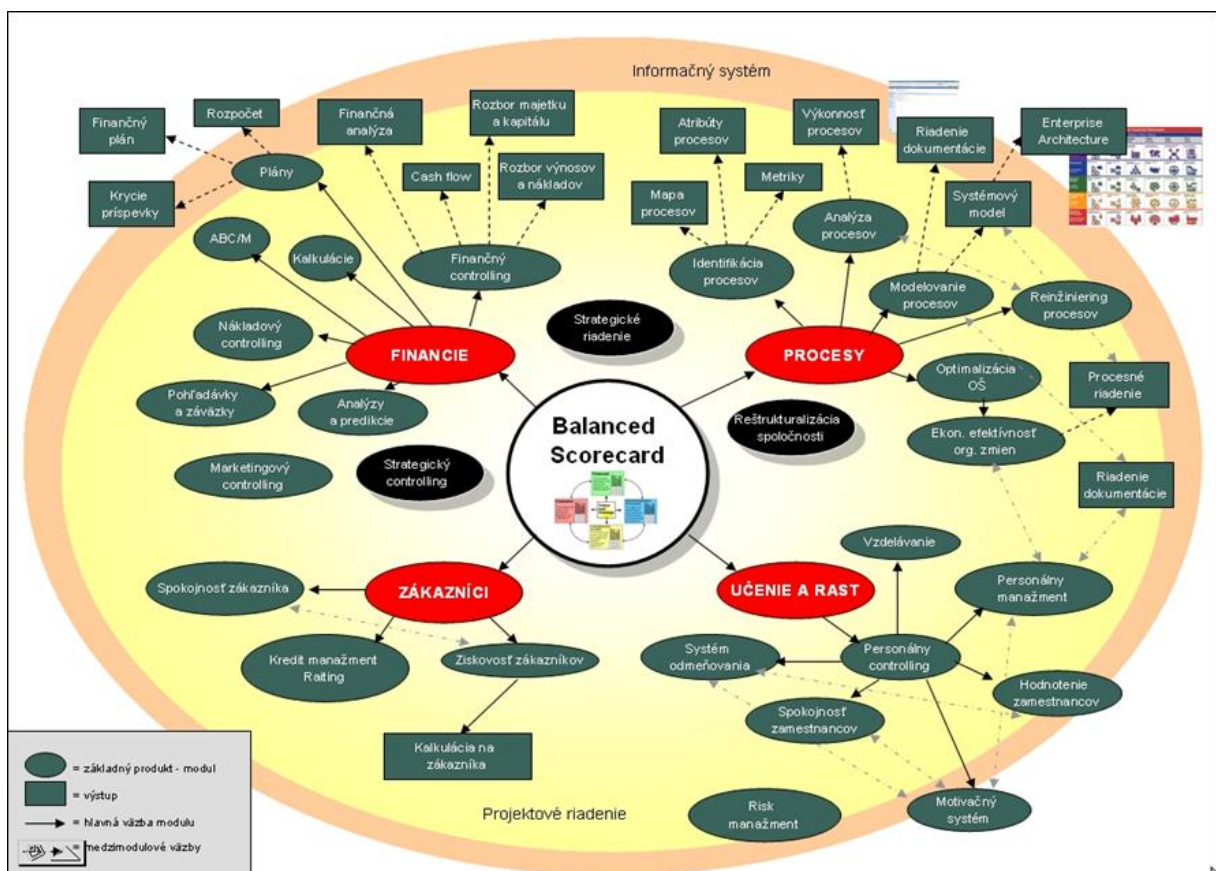 Informačný systém
Finančný
plán
Rozpočet
Krycie
príspevky
Plány
Finančná
analýza
Cash flow
Rozbor majetku
a kapitálu
Rozbor výnosov
a nákladov
Atribúty
procesov
Mapa
procesov
Metriky
Výkonnosť
procesov
Riadenie
dokumentácie
Enterprise
Architecture
Systémový
model
ABC/M
Kalkulácie
Finančný
controlling
Identifikácia
procesov
Analýza
procesov
Modelovanie
procesov
Reinžiniering
procesov
Nákladový
controlling
FINANCIE
Strategické
riadenie
PROCESY
Pohľadávky
a záväzky
Analýzy
a predikcie
Optimalizácia
OŠ
Procesné
riadenie
Balanced
Scorecard
Reštrukturalizácia
spoločnosti
Ekon. efektívnosť
org. zmien
Marketingový
controlling
Strategický
controlling
Riadenie
dokumentácie
Vzdelávanie
Spokojnosť zákazníka
ZÁKAZNÍCI
UČENIE A RAST
Personálny
manažment
Kredit manažment
Raiting
Ziskovosť zákazníkov
Systém
odmeňovania
Personálny
controlling
Hodnotenie
zamestnancov
Spokojnosť
zamestnancov
Kalkulácia na
zákazníka
Projektové riadenie
Risk
manažment
Motivačný
systém
= základný produkt - modul
= výstup
= hlavná väzba modulu
= medzimodulové väzby